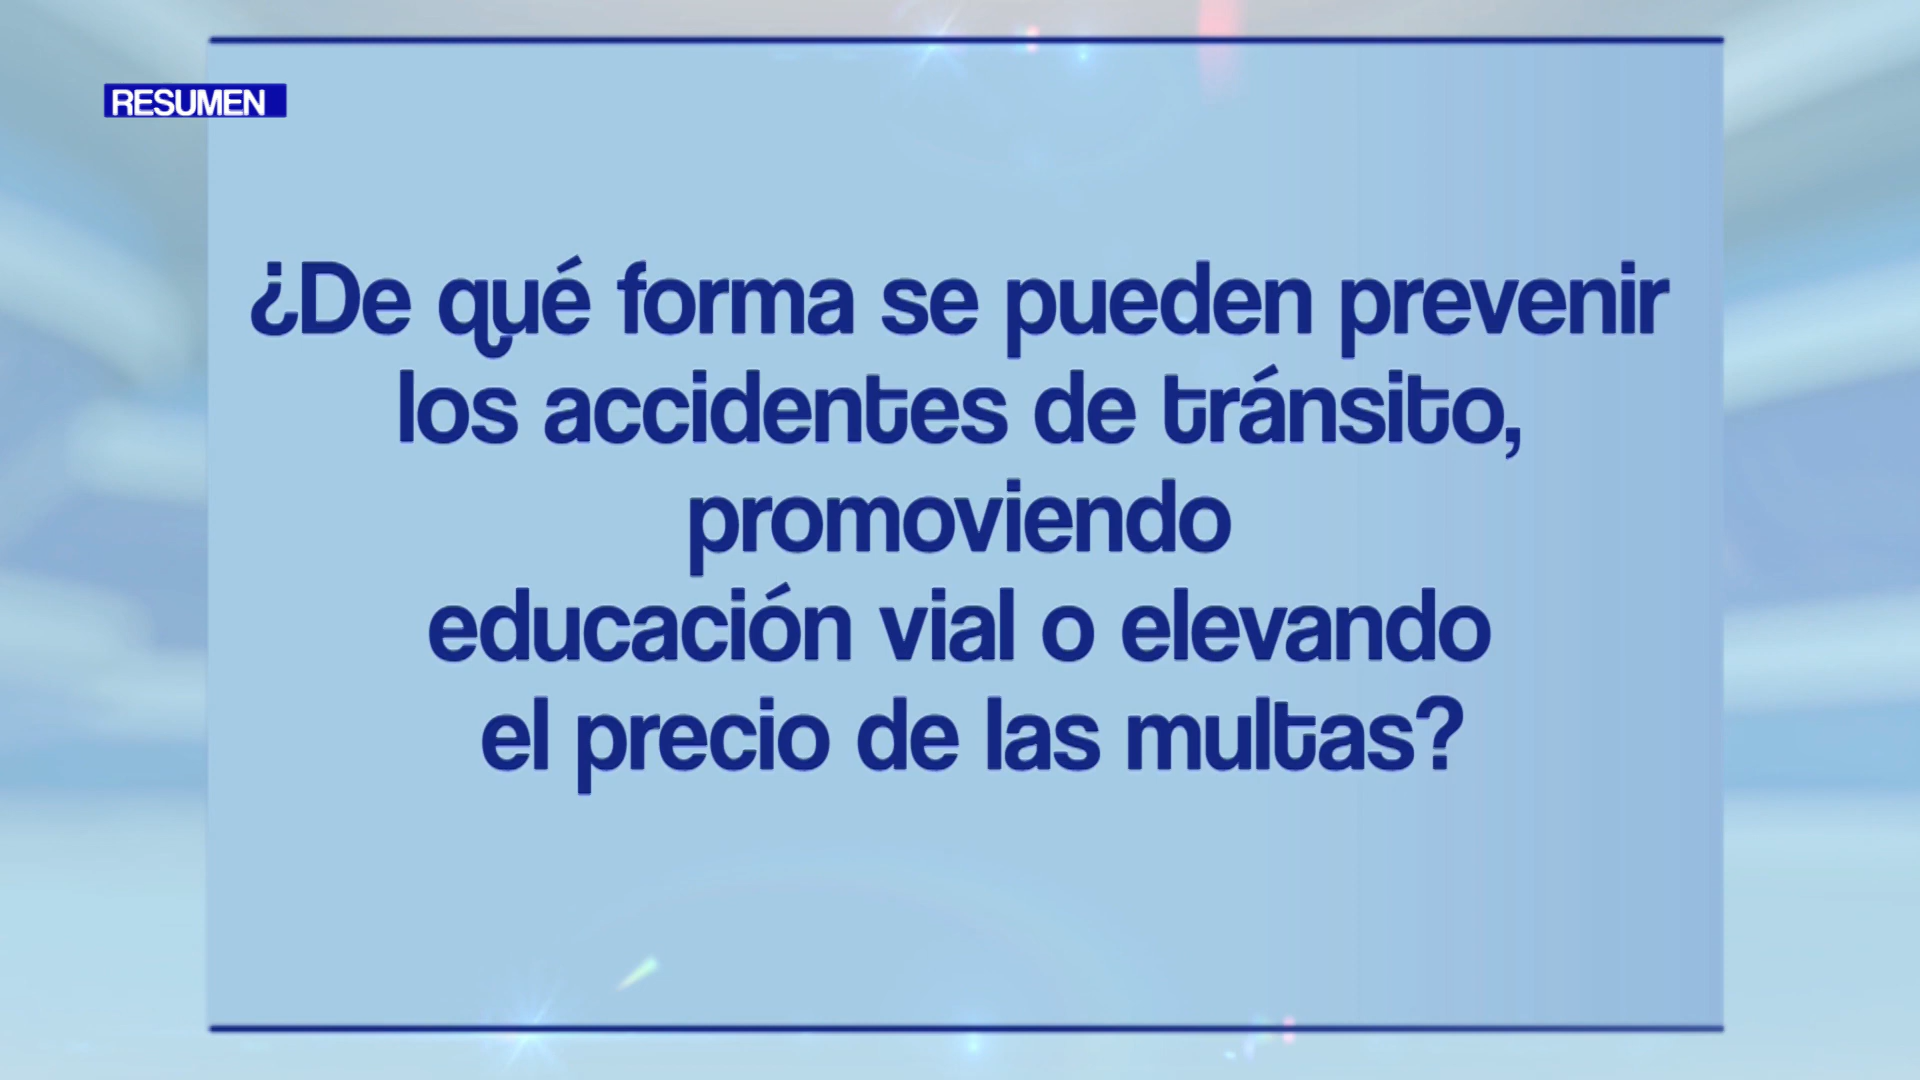 RESUMEN
¿De qué forma se pueden prevenir
los accidentes de tránsito,
promoviendo
educación vial o elevando
el precio de las multas?